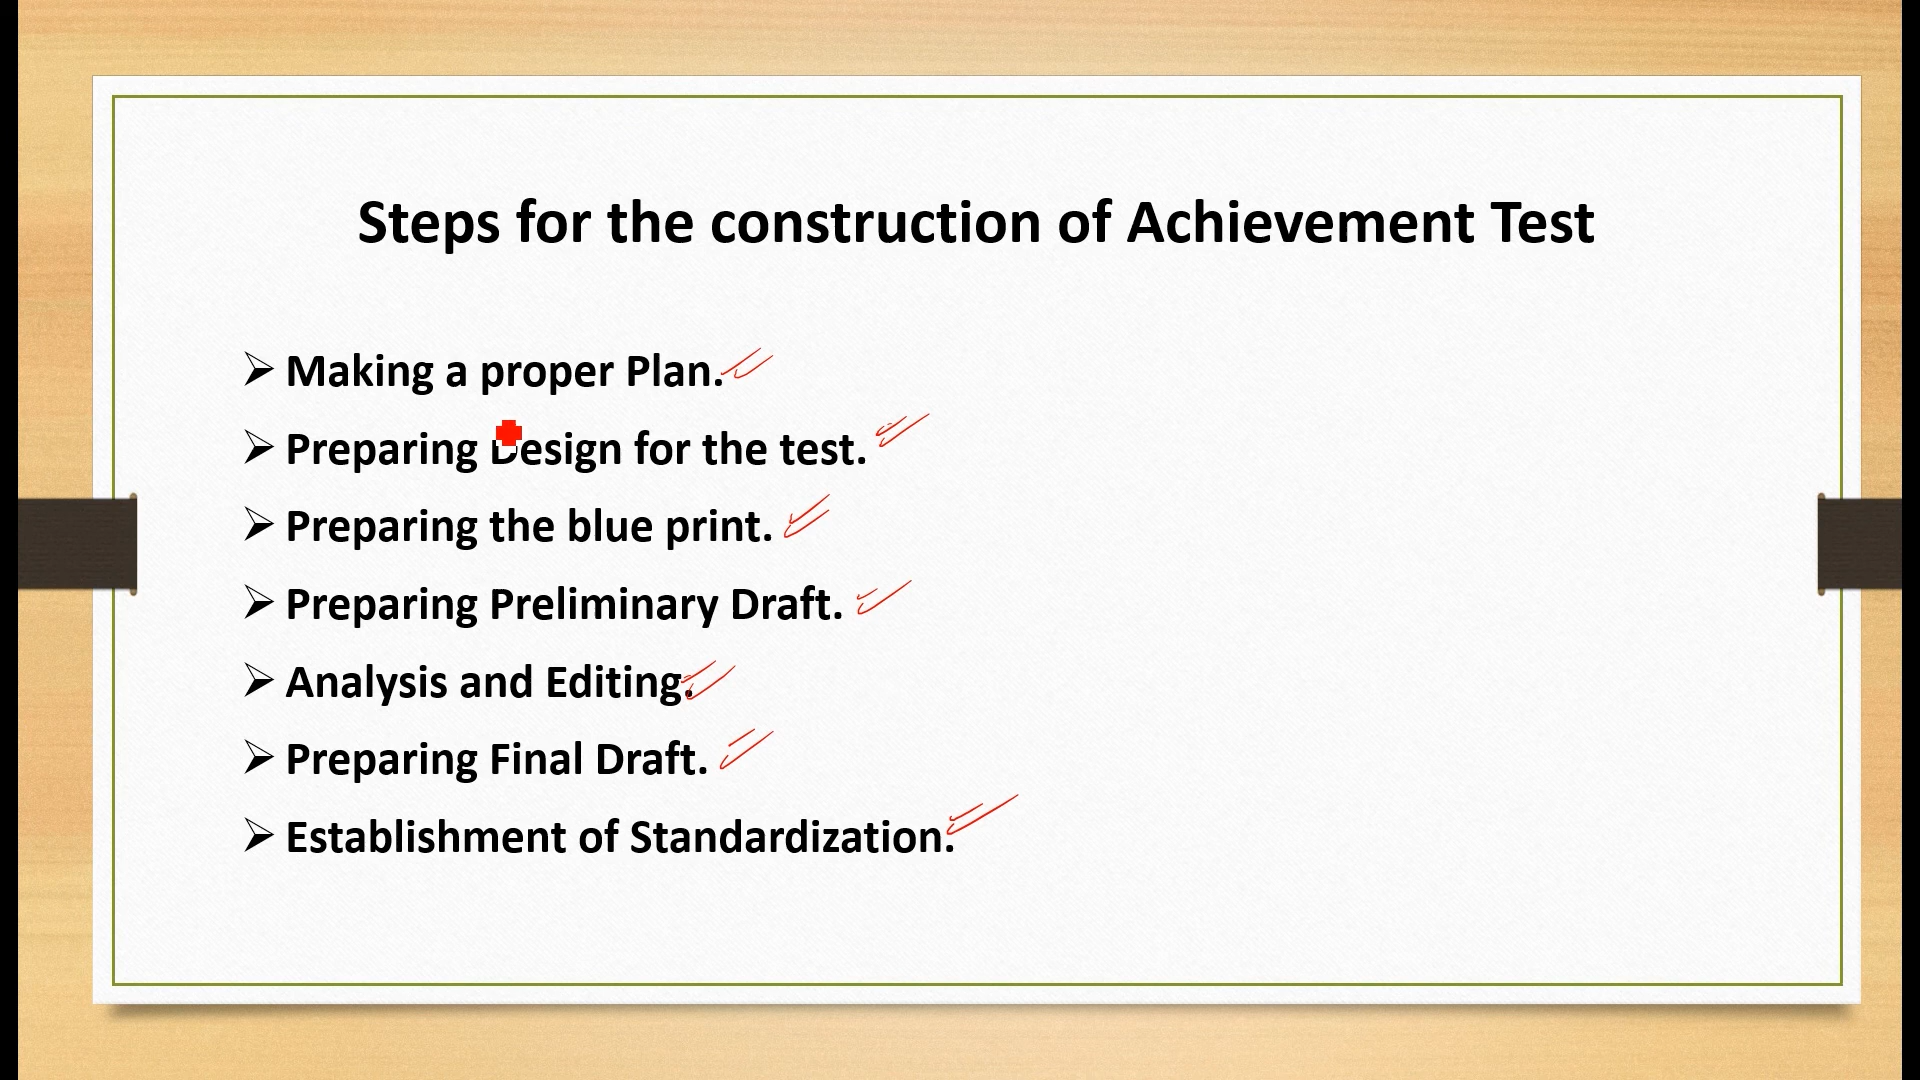 Steps for the construction of Achievement Test
Making a proper Plan.
Preparing Design for the test.
Preparing the blue print.
Preparing Preliminary Draft.
Analysis and Editing.
Preparing Final Draft.
Establishment of Standardization.